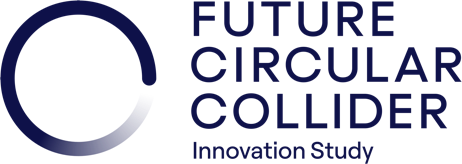 FUTURE
CIRCULAR
COLLIDER
Innovation Study